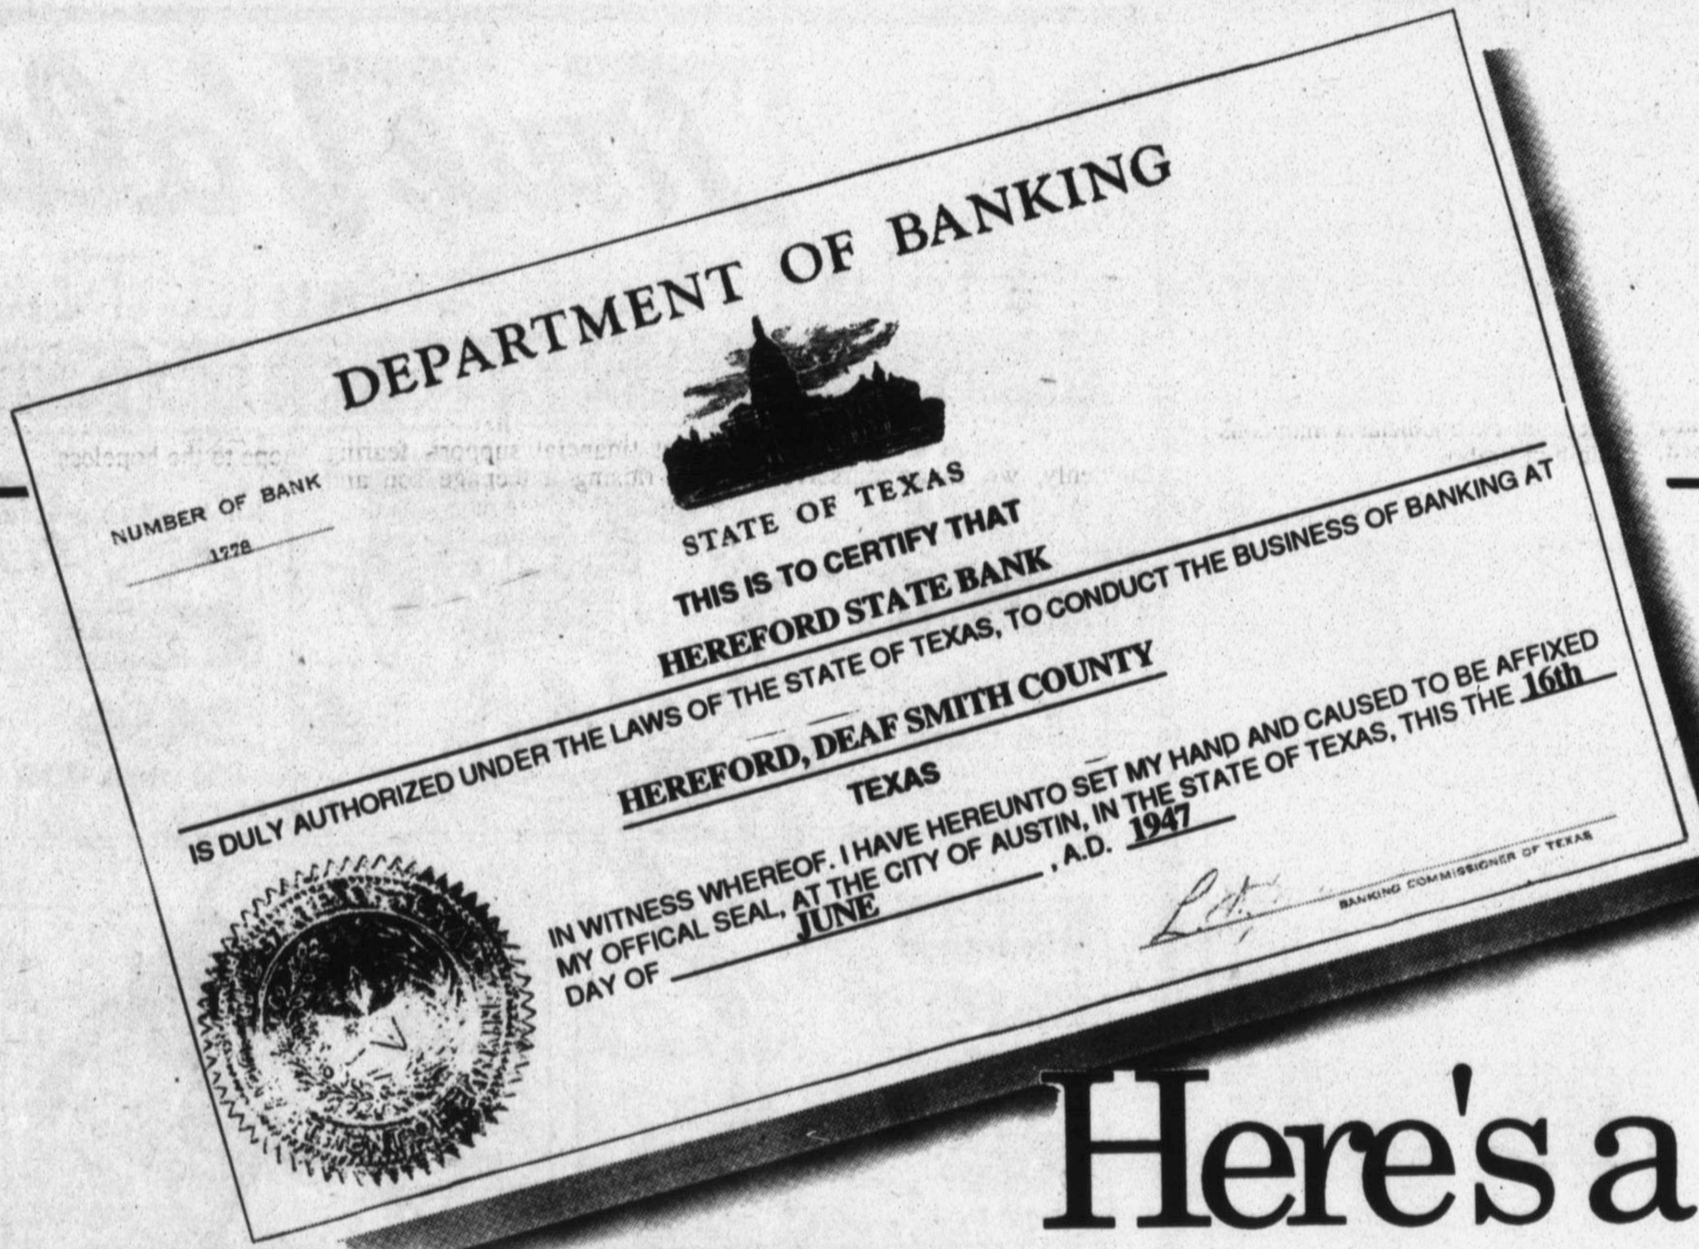 DEPARTMENT OF BANKING
NUMBER OF BANK
1778
STATE OF TEXAS
THIS IS TO CERTIFY THAT
HEREFORD STATE BANK
IS DULY AUTHORIZED UNDER THE LAWS OF THE STATE OF TEXAS, TO CONDUCT THE BUSINESS OF BANKING AT
HEREFORD, DEAF SMITH COUNTY
TEXAS
IN WITNESS WHEREOF. I HAVE HEREUNTO SET MY HAND AND CAUSED TO BE AFFIXED
MY OFFICAL SEAL, AT THE CITY OF AUSTIN, IN THE STATE OF TEXAS, THIS THE 16th
DAY OF JUNE , A.D. 1947
BANKING COMMISSIONER OF TEXAS
Here's a